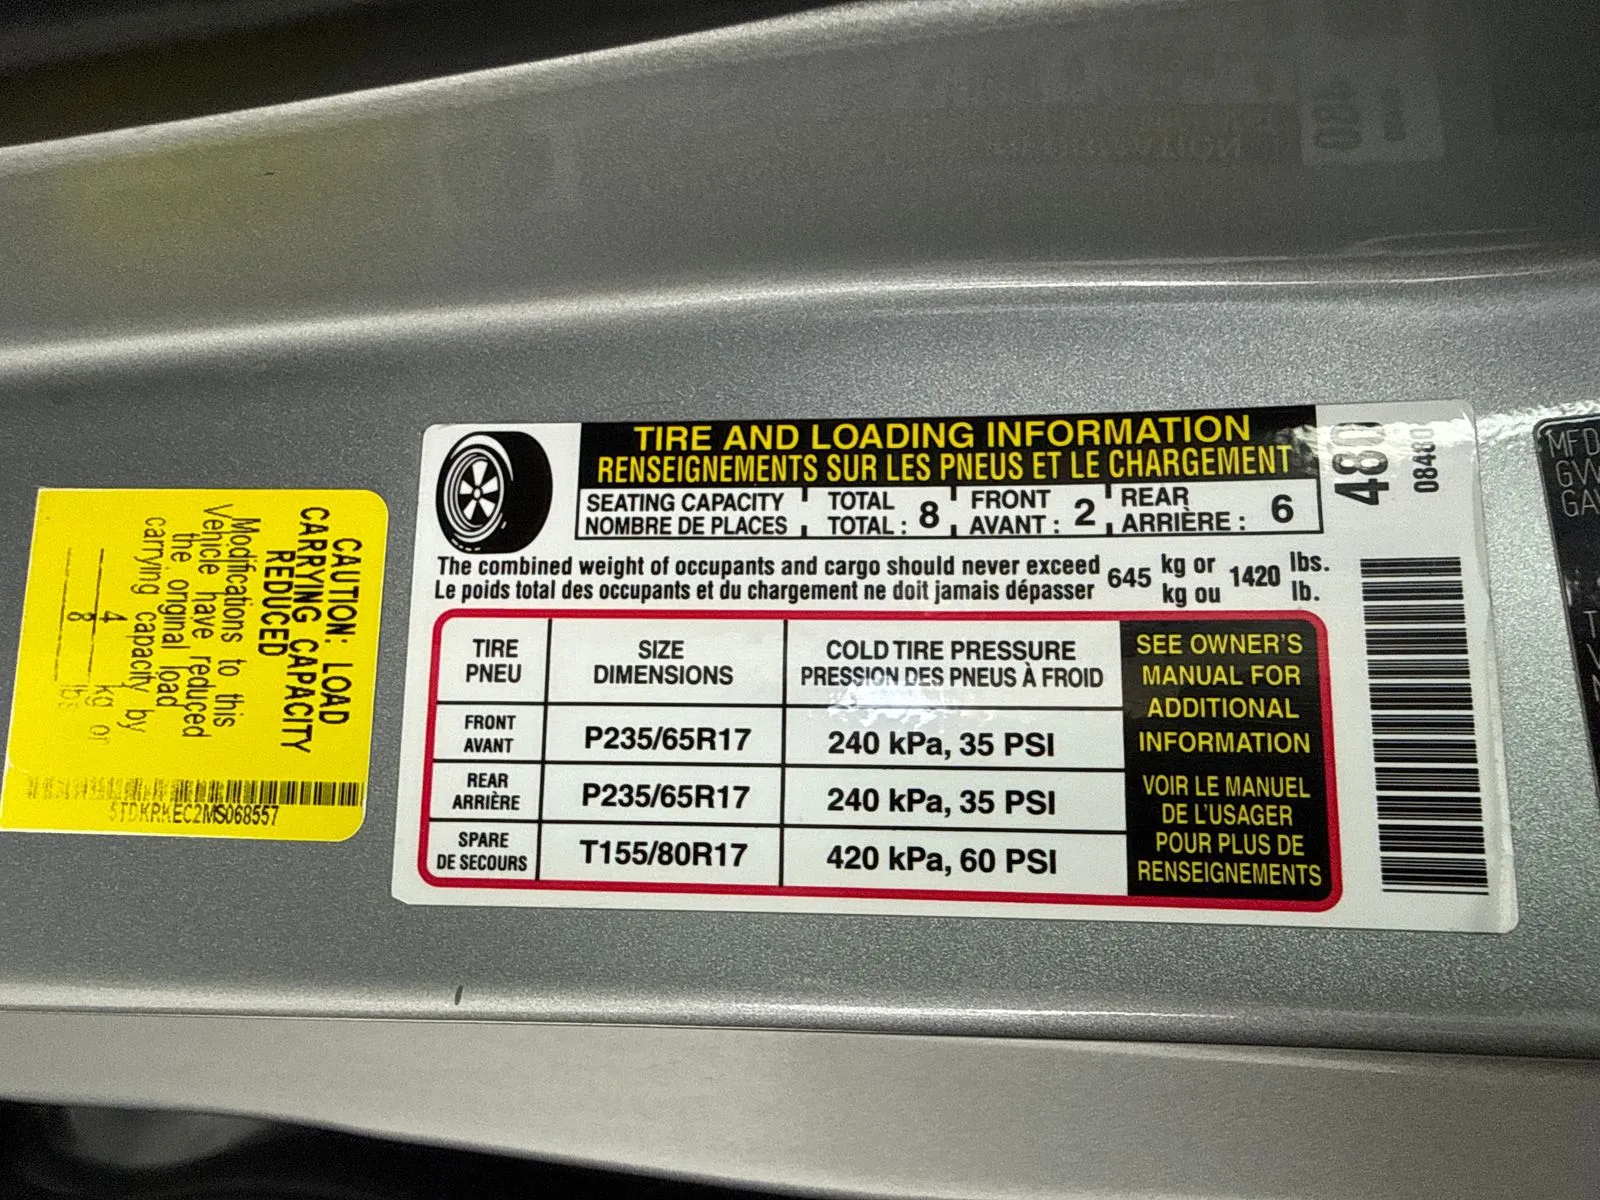 CAUTION: LOAD
CARRYING CAPACITY
REDUCED
Modifications to this
Vehicle have reduced
the original load
carrying capacity by
4 kg or
8 lbs
5TDKRKEC2MS068557
TIRE AND LOADING INFORMATION
RENSEIGNEMENTS SUR LES PNEUS ET LE CHARGEMENT
SEATING CAPACITY TOTAL FRONT REAR
NOMBRE DE PLACES TOTAL : 8 AVANT : 2 ARRIÈRE : 6
The combined weight of occupants and cargo should never exceed 645 kg or 1420 lbs.
Le poids total des occupants et du chargement ne doit jamais dépasser kg ou lb.
TIRE SIZE COLD TIRE PRESSURE
PNEU DIMENSIONS PRESSION DES PNEUS À FROID
FRONT
AVANT P235/65R17 240 kPa, 35 PSI
REAR
ARRIÈRE P235/65R17 240 kPa, 35 PSI
SPARE
DE SECOURS T155/80R17 420 kPa, 60 PSI
SEE OWNER'S
MANUAL FOR
ADDITIONAL
INFORMATION
VOIR LE MANUEL
DE L'USAGER
POUR PLUS DE
RENSEIGNEMENTS
480
08480
MFD
GW